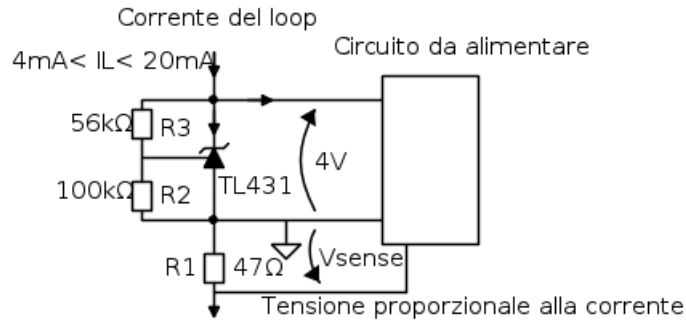 Corrente del loop
Circuito da alimentare
4mA< IL< 20mA
56kΩ R3
4V
100kΩ R2 TL431
R1 47Ω Vsense
Tensione proporzionale alla corrente